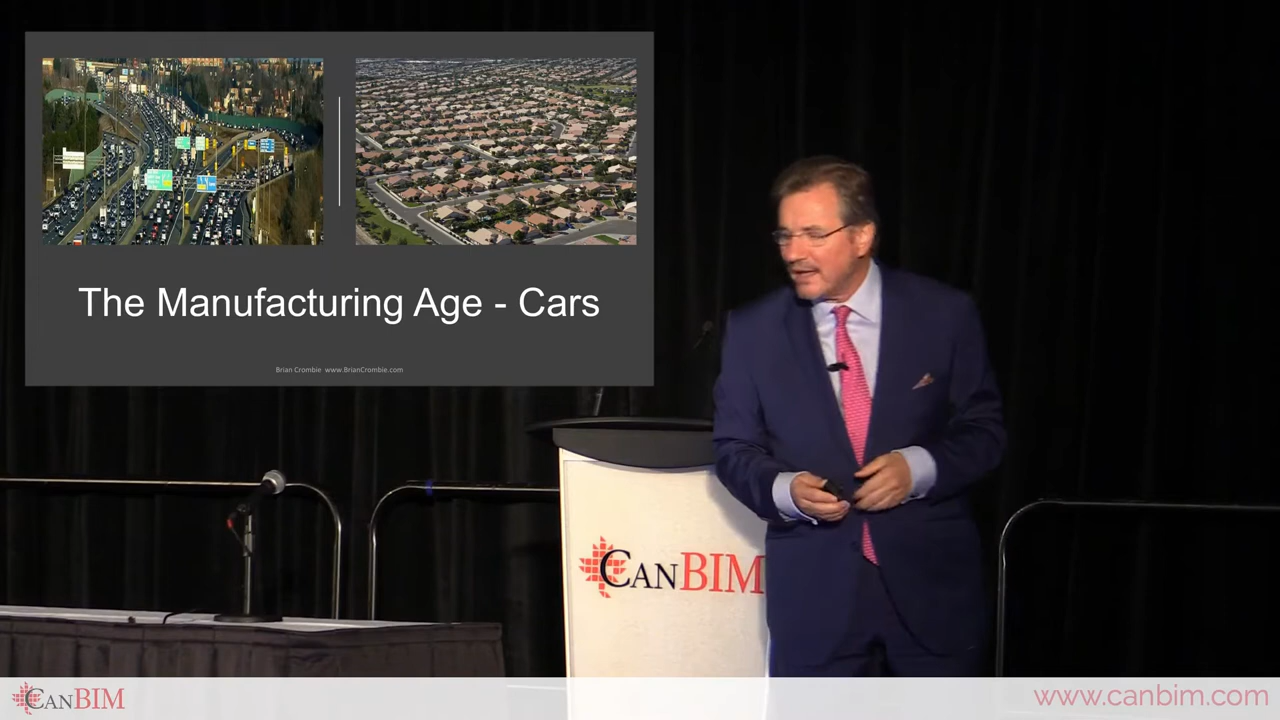 The Manufacturing Age - Cars
Brian Crombie www.BrianCrombie.com
CANBIM
CANBIM
www.canbim.com